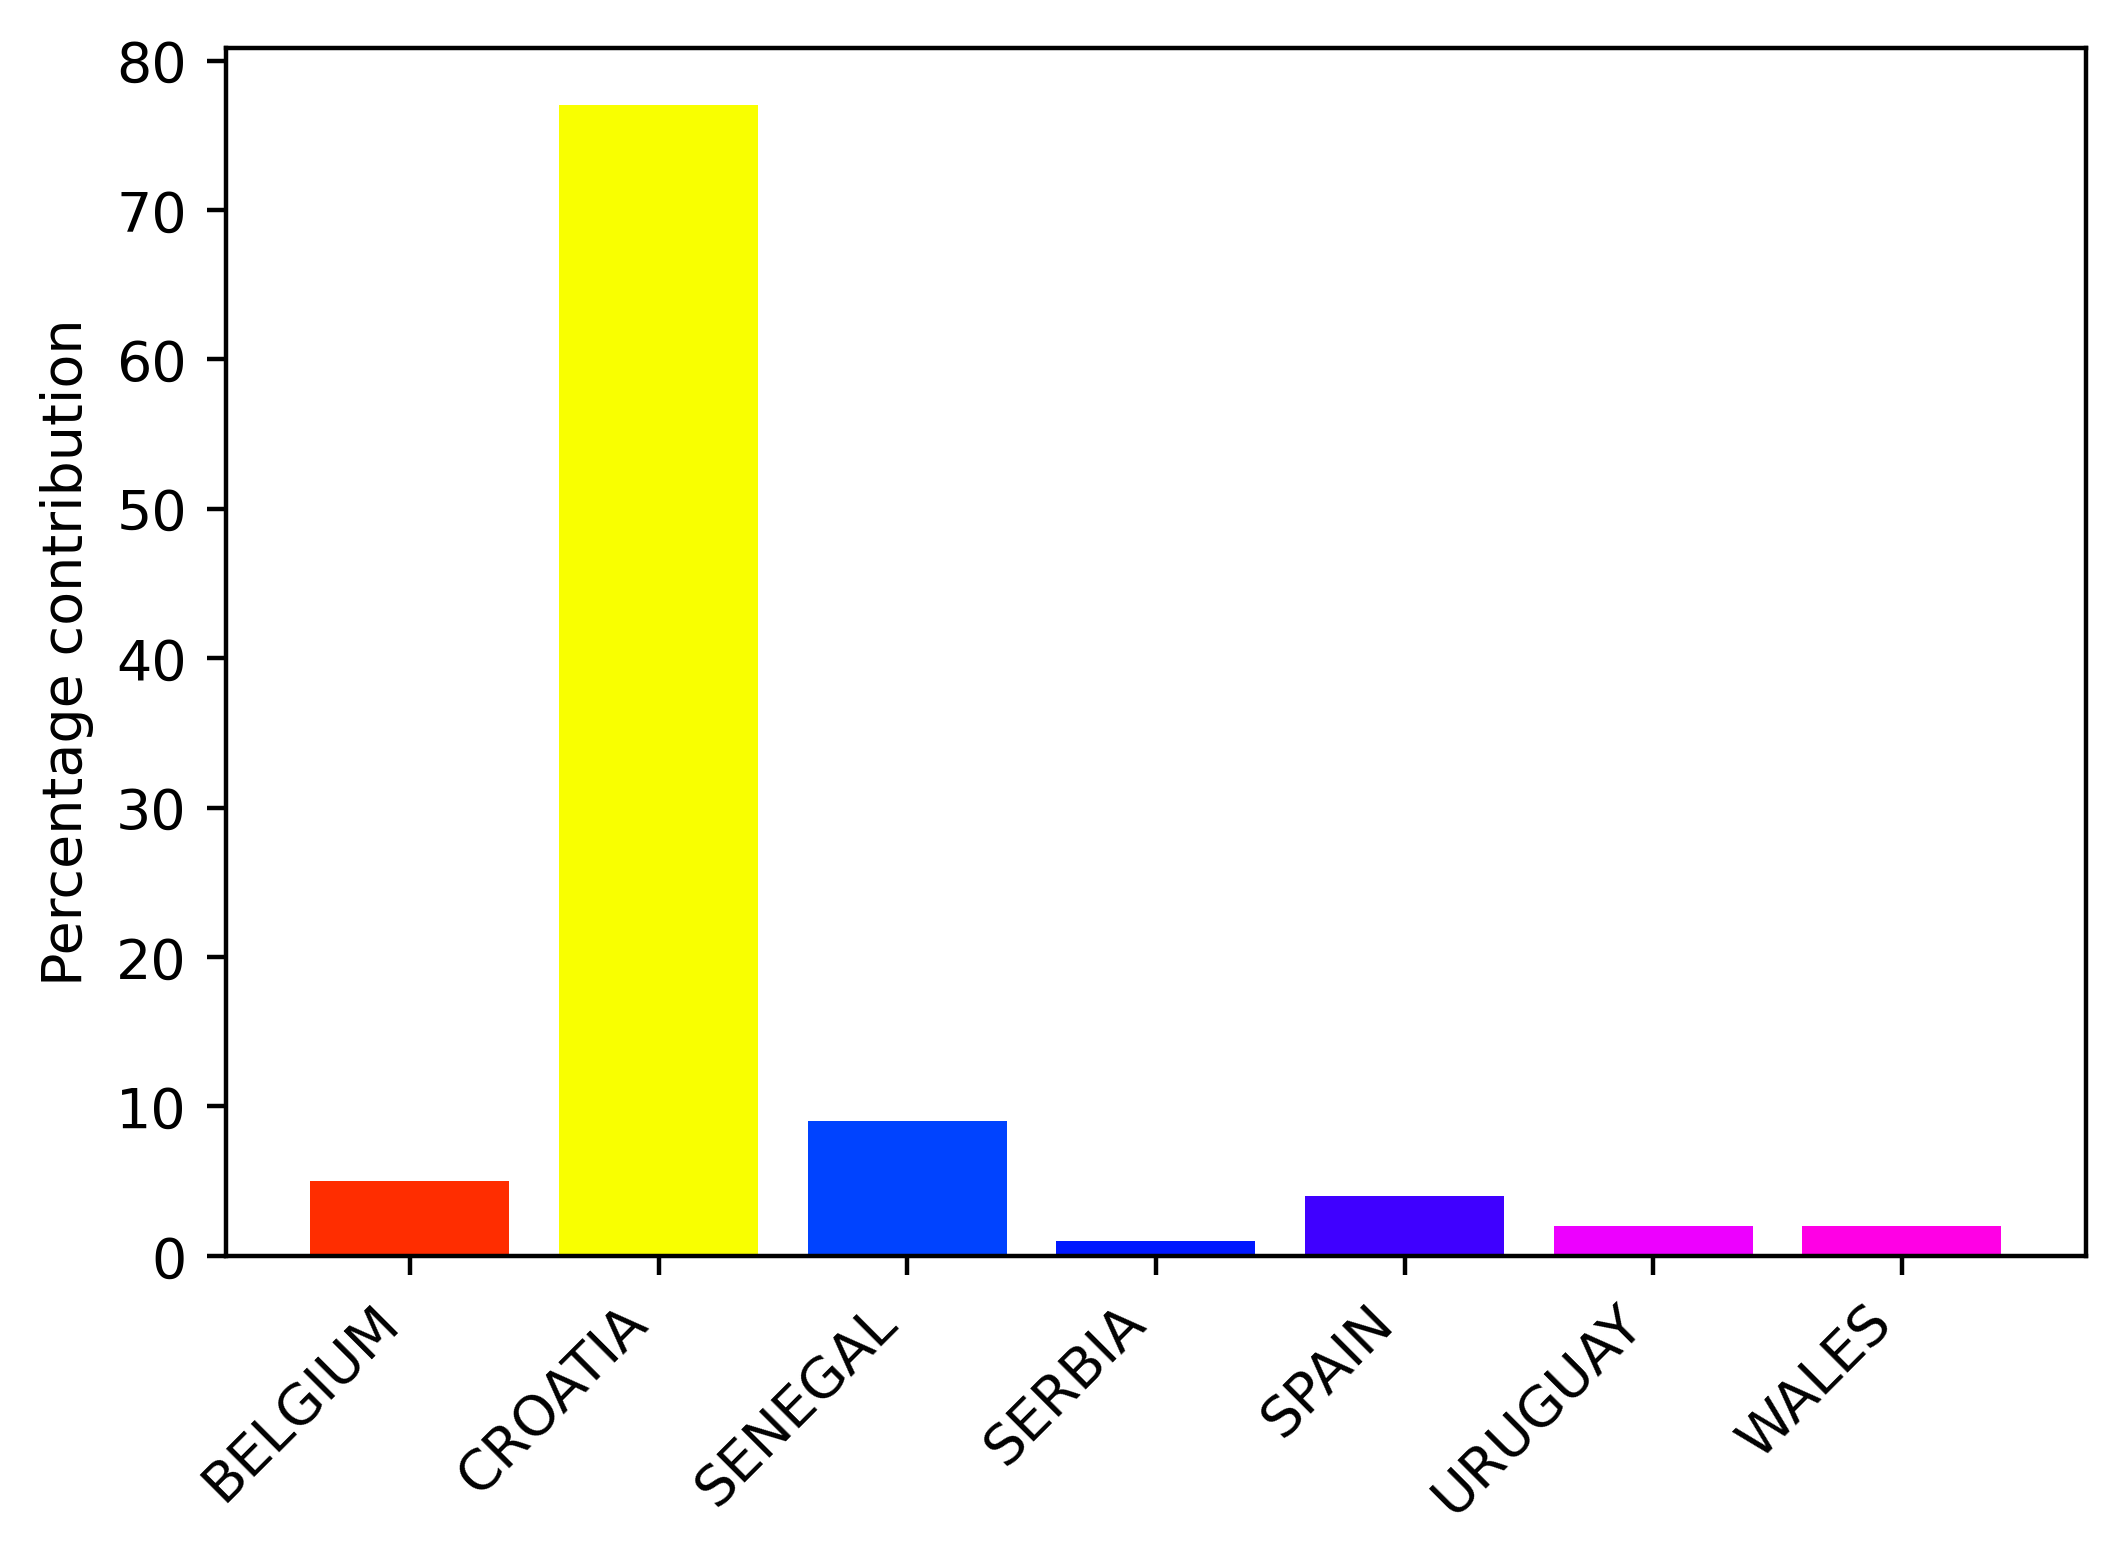 80
70
60
50
40
30
20
10
0
Percentage contribution
BELGIUM
CROATIA
SENEGAL
SERBIA
SPAIN
URUGUAY
WALES